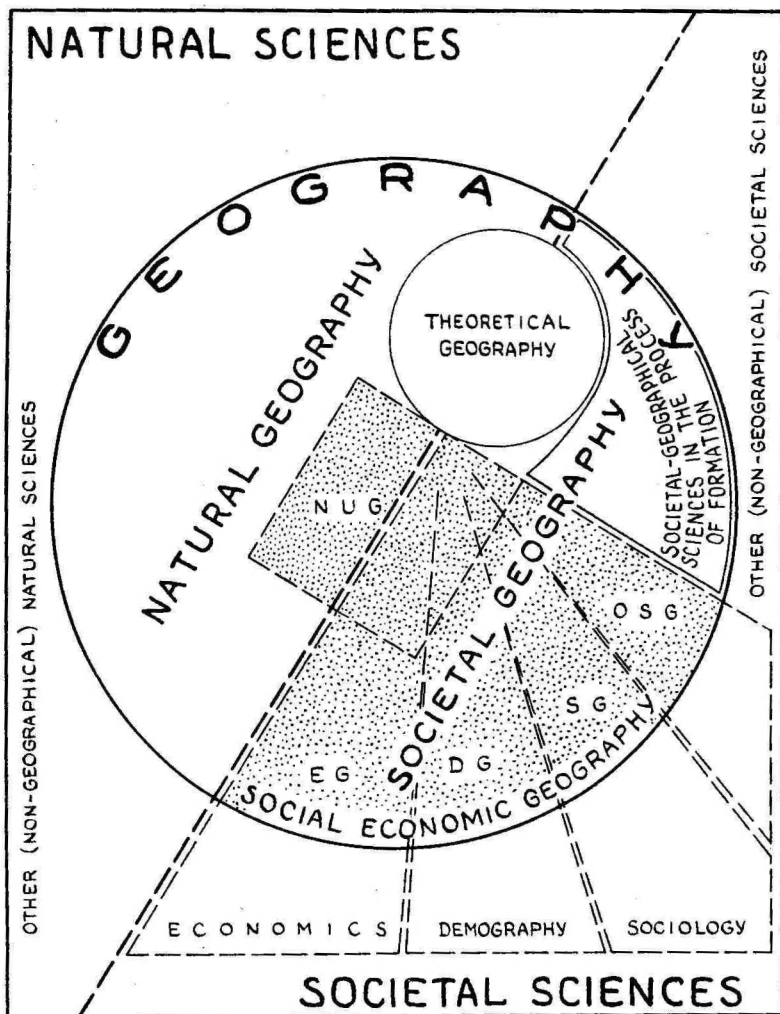 NATURAL SCIENCES
GEOGRAPHY
OTHER (NON-GEOGRAPHICAL) SOCIETAL SCIENCES
THEORETICAL
GEOGRAPHY
NATURAL GEOGRAPHY
SOCIETAL-GEOGRAPHICAL
SCIENCES IN THE PROCESS
OF FORMATION
SOCIETAL GEOGRAPHY
OTHER (NON-GEOGRAPHICAL) NATURAL SCIENCES
NUG
OSG
SG
EG
DG
SOCIAL ECONOMIC GEOGRAPHY
ECONOMICS
DEMOGRAPHY
SOCIOLOGY
SOCIETAL SCIENCES